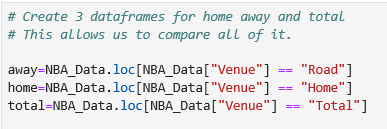 # Create 3 dataframes for home away and total
# This allows us to compare all of it.
away=NBA_Data.loc[NBA_Data["Venue"] == "Road"]
home=NBA_Data.loc[NBA_Data["Venue"] == "Home"]
total=NBA_Data.loc[NBA_Data["Venue"] == "Total"]